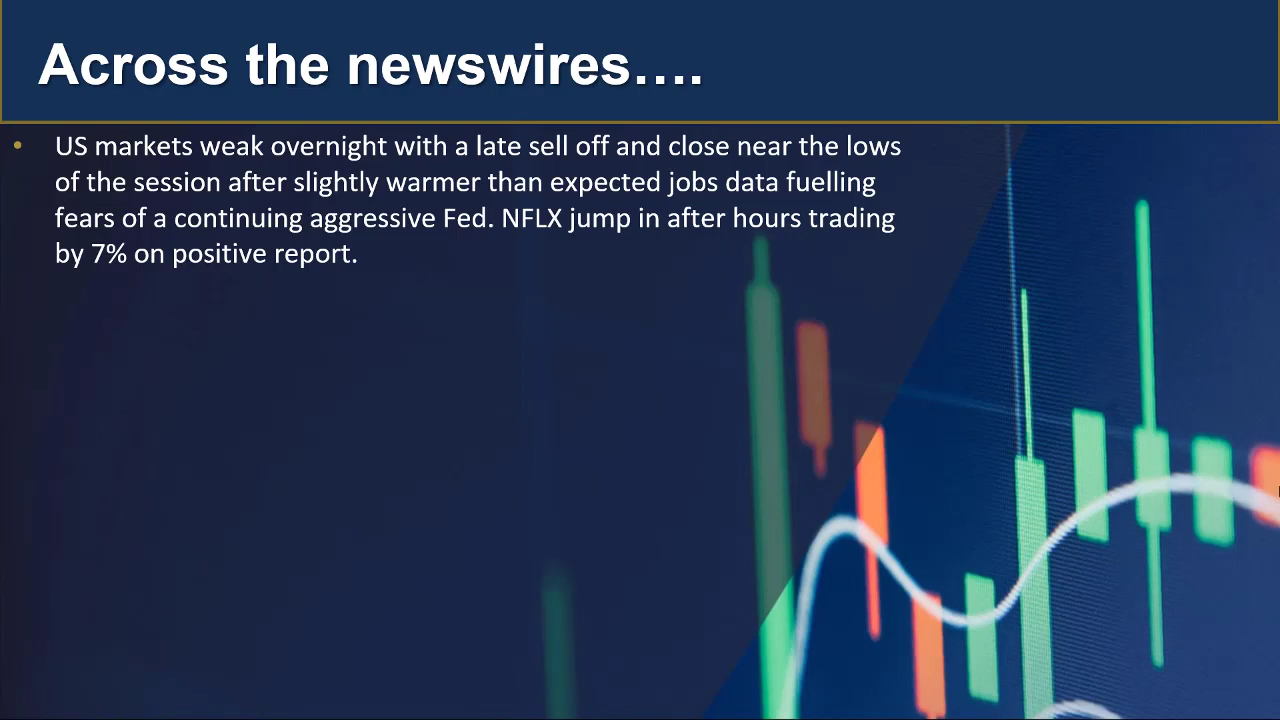 Across the newswires….
• US markets weak overnight with a late sell off and close near the lows
of the session after slightly warmer than expected jobs data fuelling
fears of a continuing aggressive Fed. NFLX jump in after hours trading
by 7% on positive report.